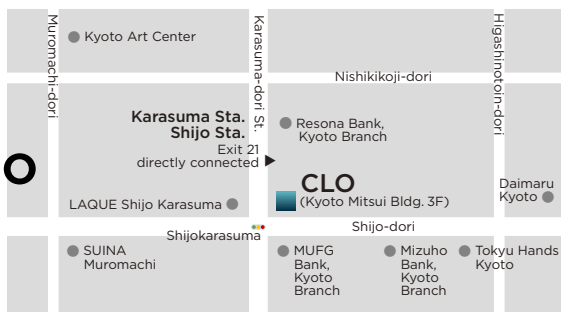 Muromachi-dori
Kyoto Art Center
Karasuma-dori St.
Higashinotoin-dori
Nishikikoji-dori
Karasuma Sta.
Shijo Sta.
Exit 21
directly connected
Resona Bank,
Kyoto Branch
CLO
(Kyoto Mitsui Bldg. 3F)
Daimaru
Kyoto
LAQUE Shijo Karasuma
Shijokarasuma
Shijo-dori
SUINA
Muromachi
MUFG
Bank,
Kyoto
Branch
Mizuho
Bank,
Kyoto
Branch
Tokyu Hands
Kyoto